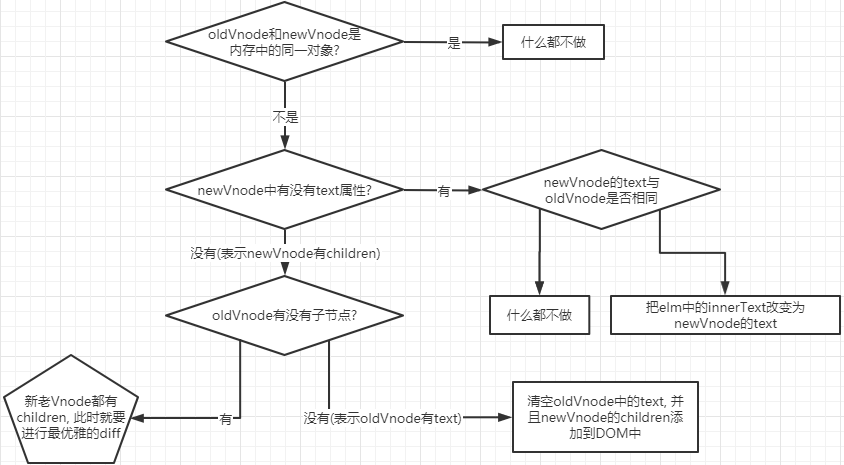 oldVnode和newVnode是
内存中的同一对象?
是
什么都不做
不是
newVnode中有没有text属性?
有
newVnode的text与
oldVnode是否相同
没有(表示newVnode有children)
什么都不做
把elm中的innerText改变为
newVnode的text
oldVnode有没有子节点?
新老Vnode都有
children, 此时就要
进行最优雅的diff
有
没有(表示oldVnode有text)
清空oldVnode中的text, 并
且newVnode的children添
加到DOM中